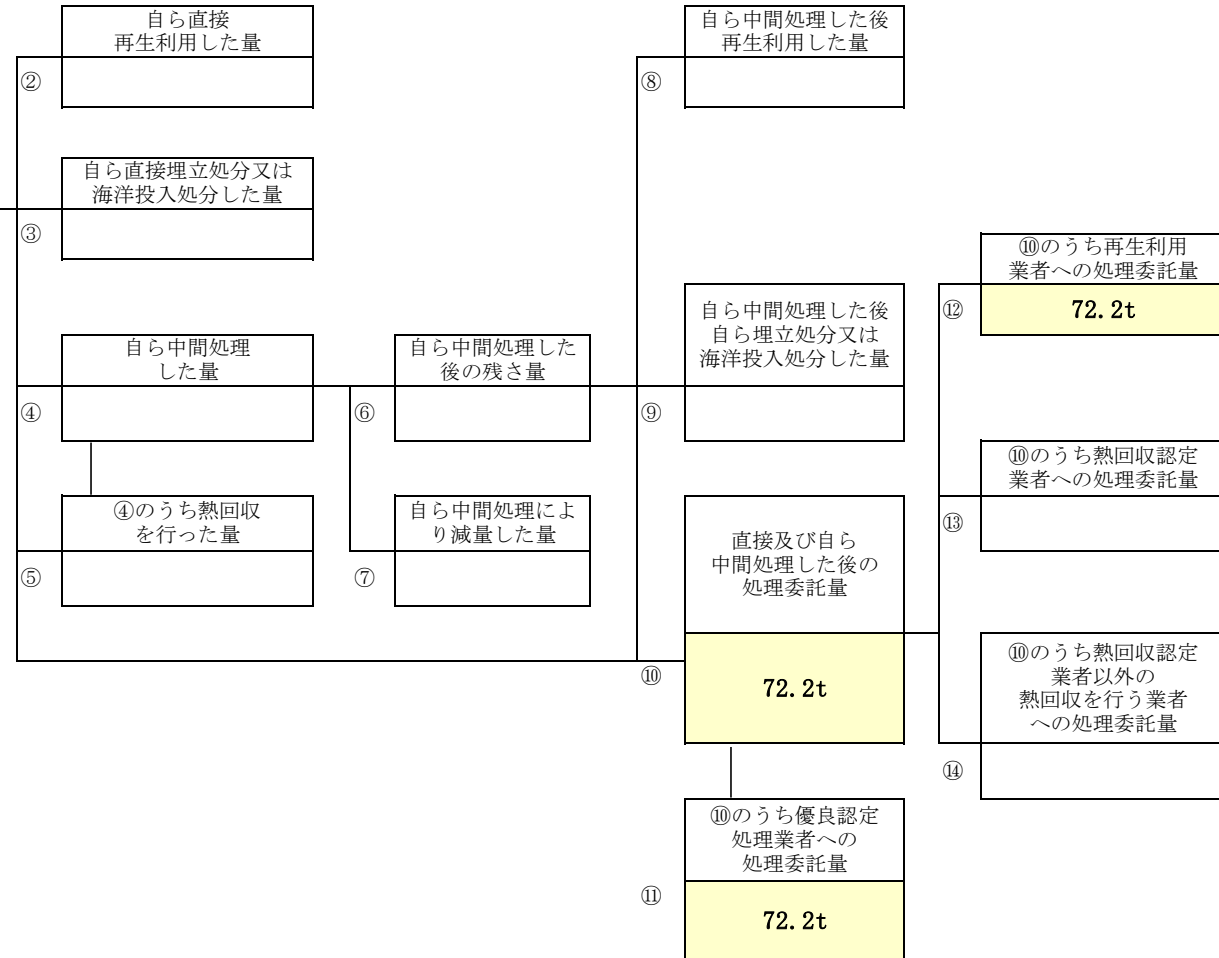 自ら直接
再生利用した量
②
自ら直接埋立処分又は
海洋投入処分した量
③
自ら中間処理
した量
④
④のうち熱回収
を行った量
⑤
自ら中間処理した
後の残さ量
⑥
自ら中間処理によ
り減量した量
⑦
自ら中間処理した後
再生利用した量
⑧
自ら中間処理した後
自ら埋立処分又は
海洋投入処分した量
⑨
直接及び自ら
中間処理した後の
処理委託量
⑩
72.2t
⑩のうち優良認定
処理業者への
処理委託量
⑪
72.2t
⑩のうち再生利用
業者への処理委託量
⑫
72.2t
⑩のうち熱回収認定
業者への処理委託量
⑬
⑩のうち熱回収認定
業者以外の
熱回収を行う業者
への処理委託量
⑭